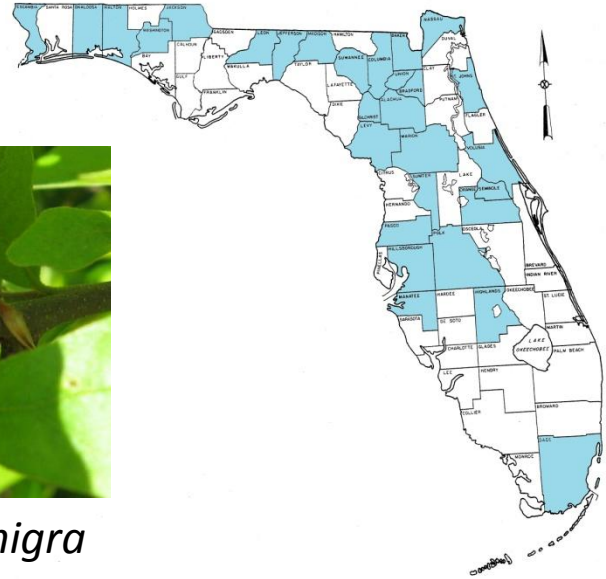 ESCAMBIA
SANTA ROSA
OKALOOSA
WALTON
HOLMES
JACKSON
WASHINGTON
BAY
CALHOUN
GULF
LIBERTY
GADSDEN
FRANKLIN
LEON
WAKULLA
JEFFERSON
MADISON
TAYLOR
HAMILTON
SUWANNEE
LAFAYETTE
DIXIE
COLUMBIA
BAKER
NASSAU
DUVAL
UNION
BRADFORD
CLAY
ST. JOHNS
ALACHUA
GILCHRIST
PUTNAM
FLAGLER
LEVY
MARION
VOLUSIA
CITRUS
SUMTER
LAKE
HERNANDO
ORANGE
SEMINOLE
PASCO
POLK
OSCEOLA
HILLSBOROUGH
PINELLAS
BREVARD
INDIAN RIVER
MANATEE
HARDEE
HIGHLANDS
OKEECHOBEE
ST. LUCIE
SARASOTA
DE SOTO
MARTIN
CHARLOTTE
GLADES
LAKE
OKEECHOBEE
PALM BEACH
LEE
HENDRY
COLLIER
BROWARD
DADE
MONROE
nigra